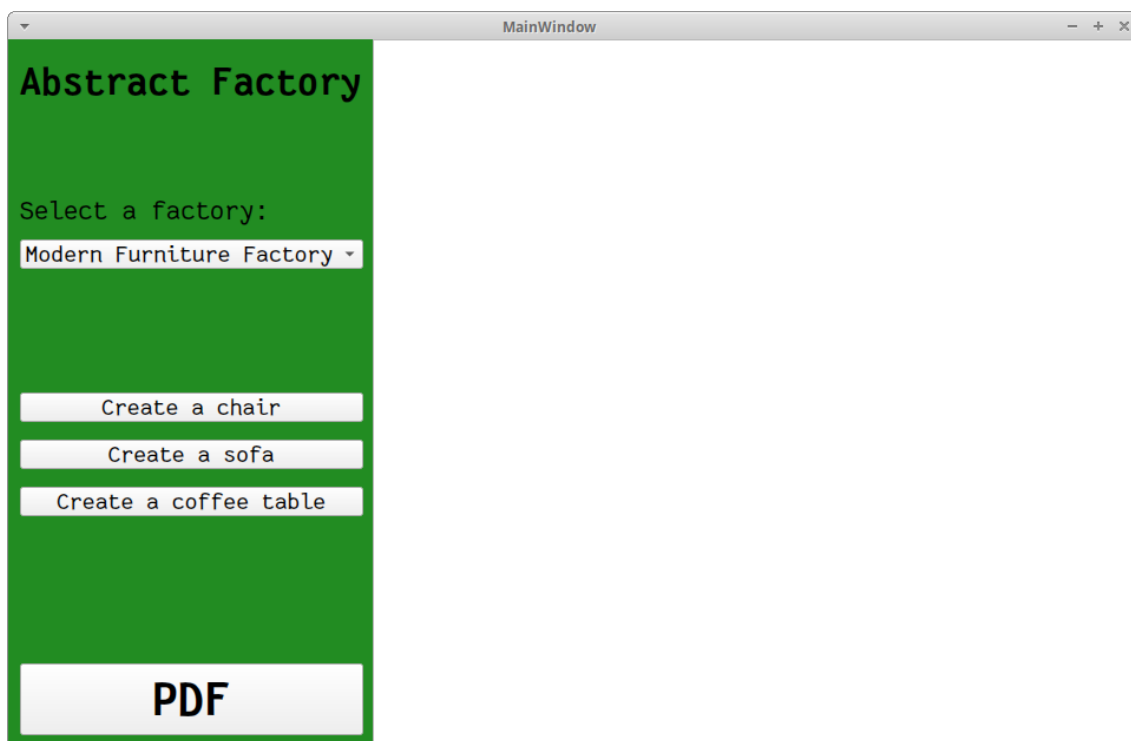 MainWindow
Abstract Factory
Select a factory:
Modern Furniture Factory
Create a chair
Create a sofa
Create a coffee table
PDF